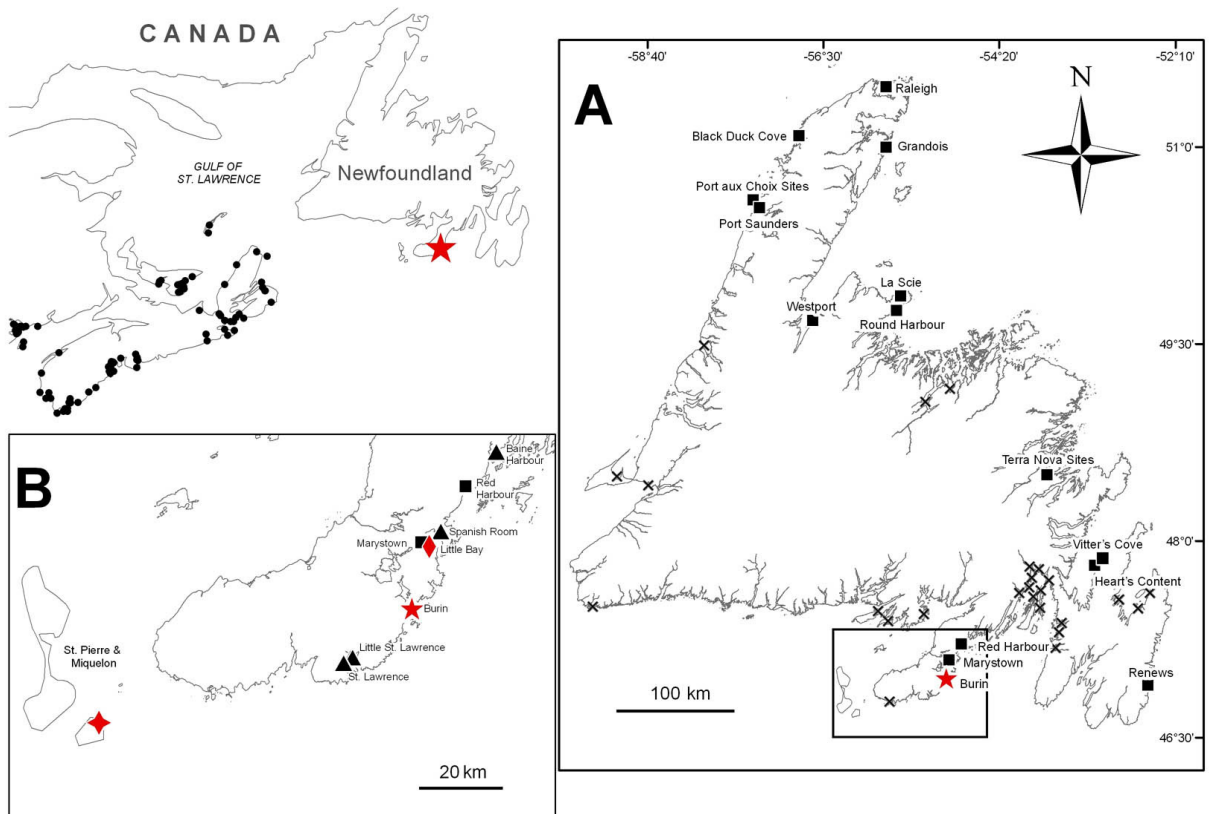 CANADA
GULF OF
ST. LAWRENCE
Newfoundland
A
-58°40'
-56°30'
-54°20'
-52°10'
N
Raleigh
Black Duck Cove
Grandois
51°0'
Port aux Choix Sites
Port Saunders
La Scie
Westport
Round Harbour
49°30'
Terra Nova Sites
48°0'
Vitter's Cove
Heart's Content
Red Harbour
Marystown
Renews
Burin
100 km
46°30'
B
Baine
Harbour
Red
Harbour
Spanish Room
Marystown
Little Bay
Burin
Little St. Lawrence
St. Lawrence
St. Pierre &
Miquelon
20 km